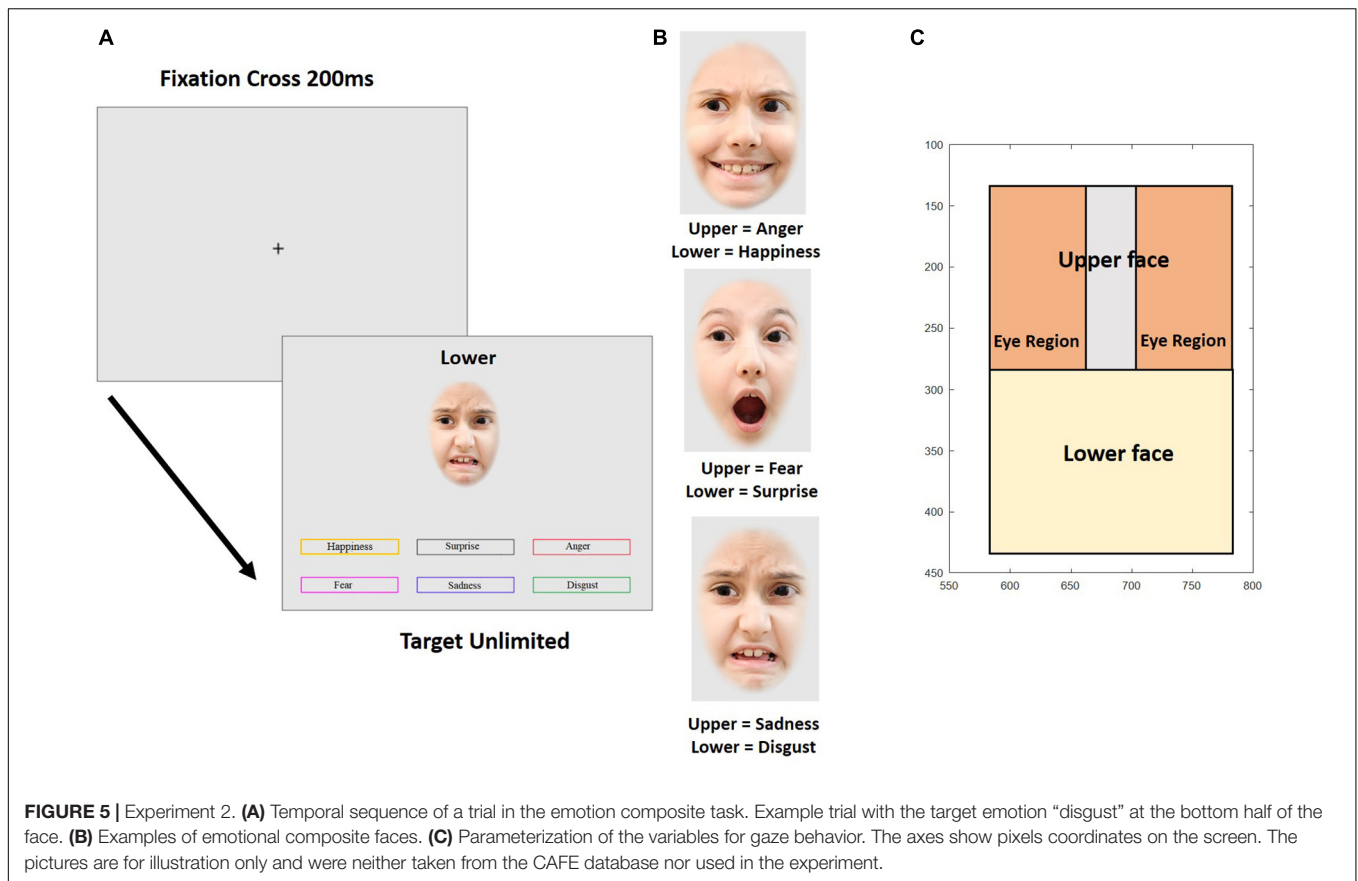 A
Fixation Cross 200ms
Lower
Happiness
Surprise
Anger
Fear
Sadness
Disgust
Target Unlimited
B
Upper = Anger
Lower = Happiness
Upper = Fear
Lower = Surprise
Upper = Sadness
Lower = Disgust
C
100
150
200
250
300
350
400
450
550
600
650
700
750
800
Upper face
Eye Region
Eye Region
Lower face
FIGURE 5 | Experiment 2. (A) Temporal sequence of a trial in the emotion composite task. Example trial with the target emotion “disgust” at the bottom half of the
face. (B) Examples of emotional composite faces. (C) Parameterization of the variables for gaze behavior. The axes show pixels coordinates on the screen. The
pictures are for illustration only and were neither taken from the CAFE database nor used in the experiment.